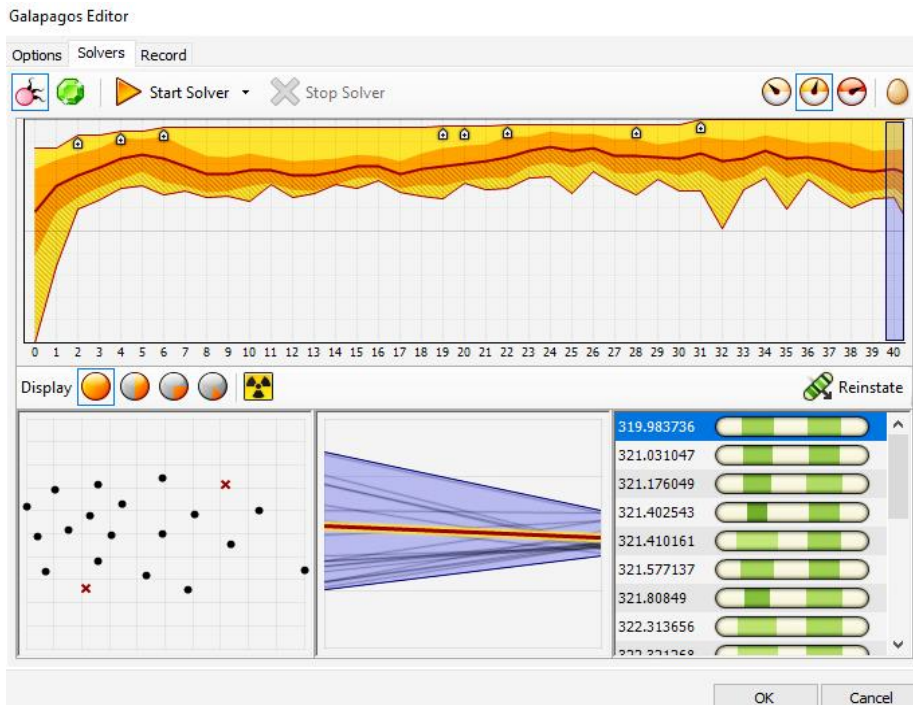 Galapagos Editor
Options Solvers Record
Start Solver Stop Solver
0 1 2 3 4 5 6 7 8 9 10 11 12 13 14 15 16 17 18 19 20 21 22 23 24 25 26 27 28 29 30 31 32 33 34 35 36 37 38 39 40
Display Reinstate
319.983736
321.031047
321.176049
321.402543
321.410161
321.577137
321.80849
322.313656
OK Cancel